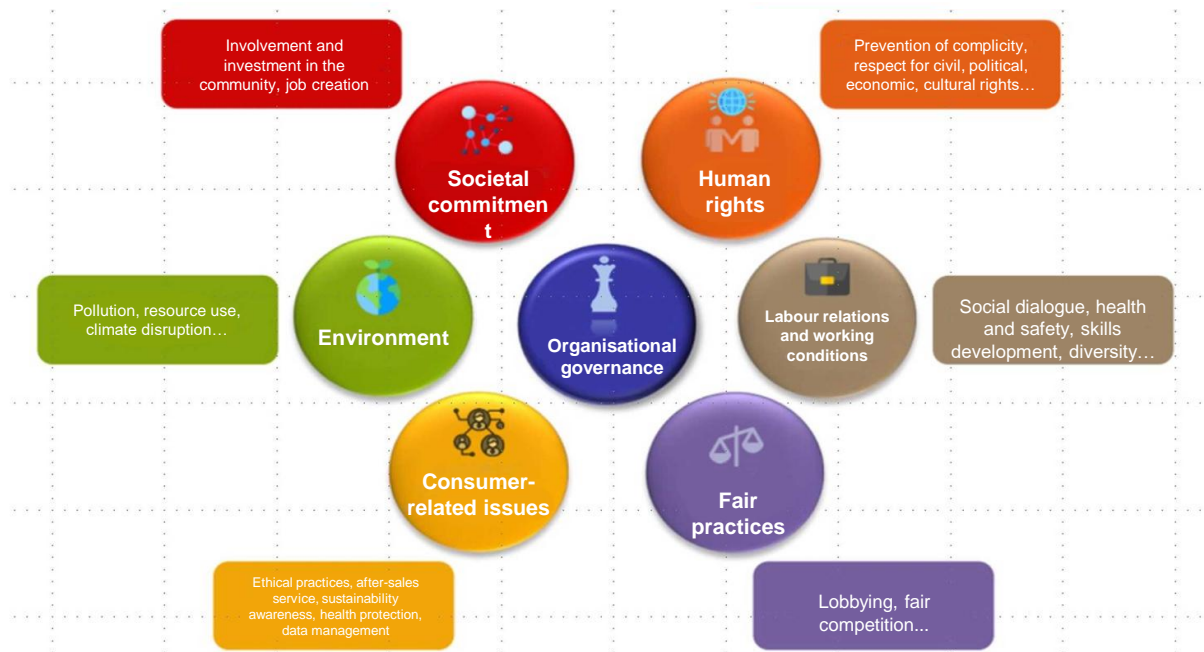 Involvement and
investment in the
community, job creation
Prevention of complicity,
respect for civil, political,
economic, cultural rights…
Societal
commitmen
t
Human
rights
Pollution, resource use,
climate disruption…
Environment
Organisational
governance
Labour relations
and working
conditions
Social dialogue, health
and safety, skills
development, diversity…
Consumer-
related issues
Fair
practices
Ethical practices, after-sales
service, sustainability
awareness, health protection,
data management
Lobbying, fair
competition...